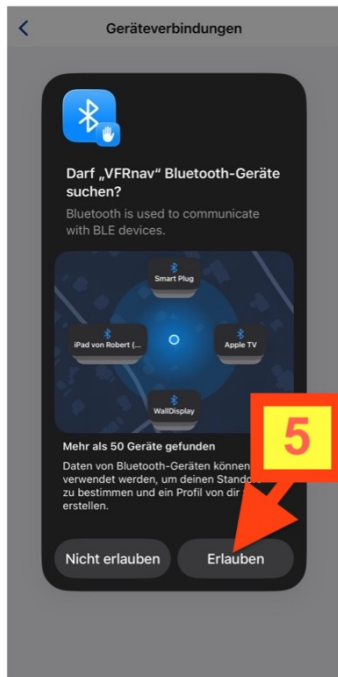 Geräteverbindungen
Darf „VFRnav“ Bluetooth-Geräte
suchen?
Bluetooth is used to communicate
with BLE devices.
Smart Plug
iPad von Robert (...
Apple TV
WallDisplay
Mehr als 50 Geräte gefunden
5
Daten von Bluetooth-Geräten können
verwendet werden, um deinen
zu bestimmen und ein Profil von dir
erstellen.
Nicht erlauben
Erlauben